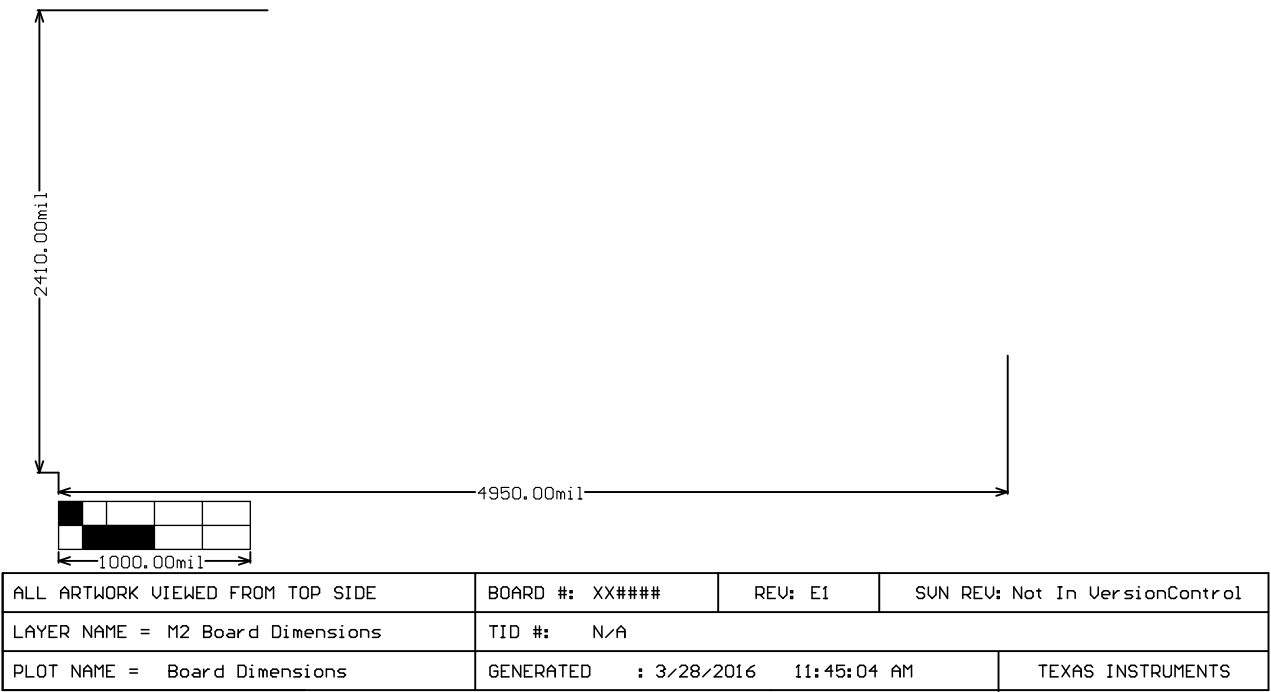 2410.00mil
4950.00mil
1000.00mil
ALL ARTWORK VIEWED FROM TOP SIDE
BOARD #: XX####
REV: E1
SVN REV: Not In VersionControl
LAYER NAME = M2 Board Dimensions
TID #: N/A
PLOT NAME = Board Dimensions
GENERATED : 3/28/2016 11:45:04 AM
TEXAS INSTRUMENTS